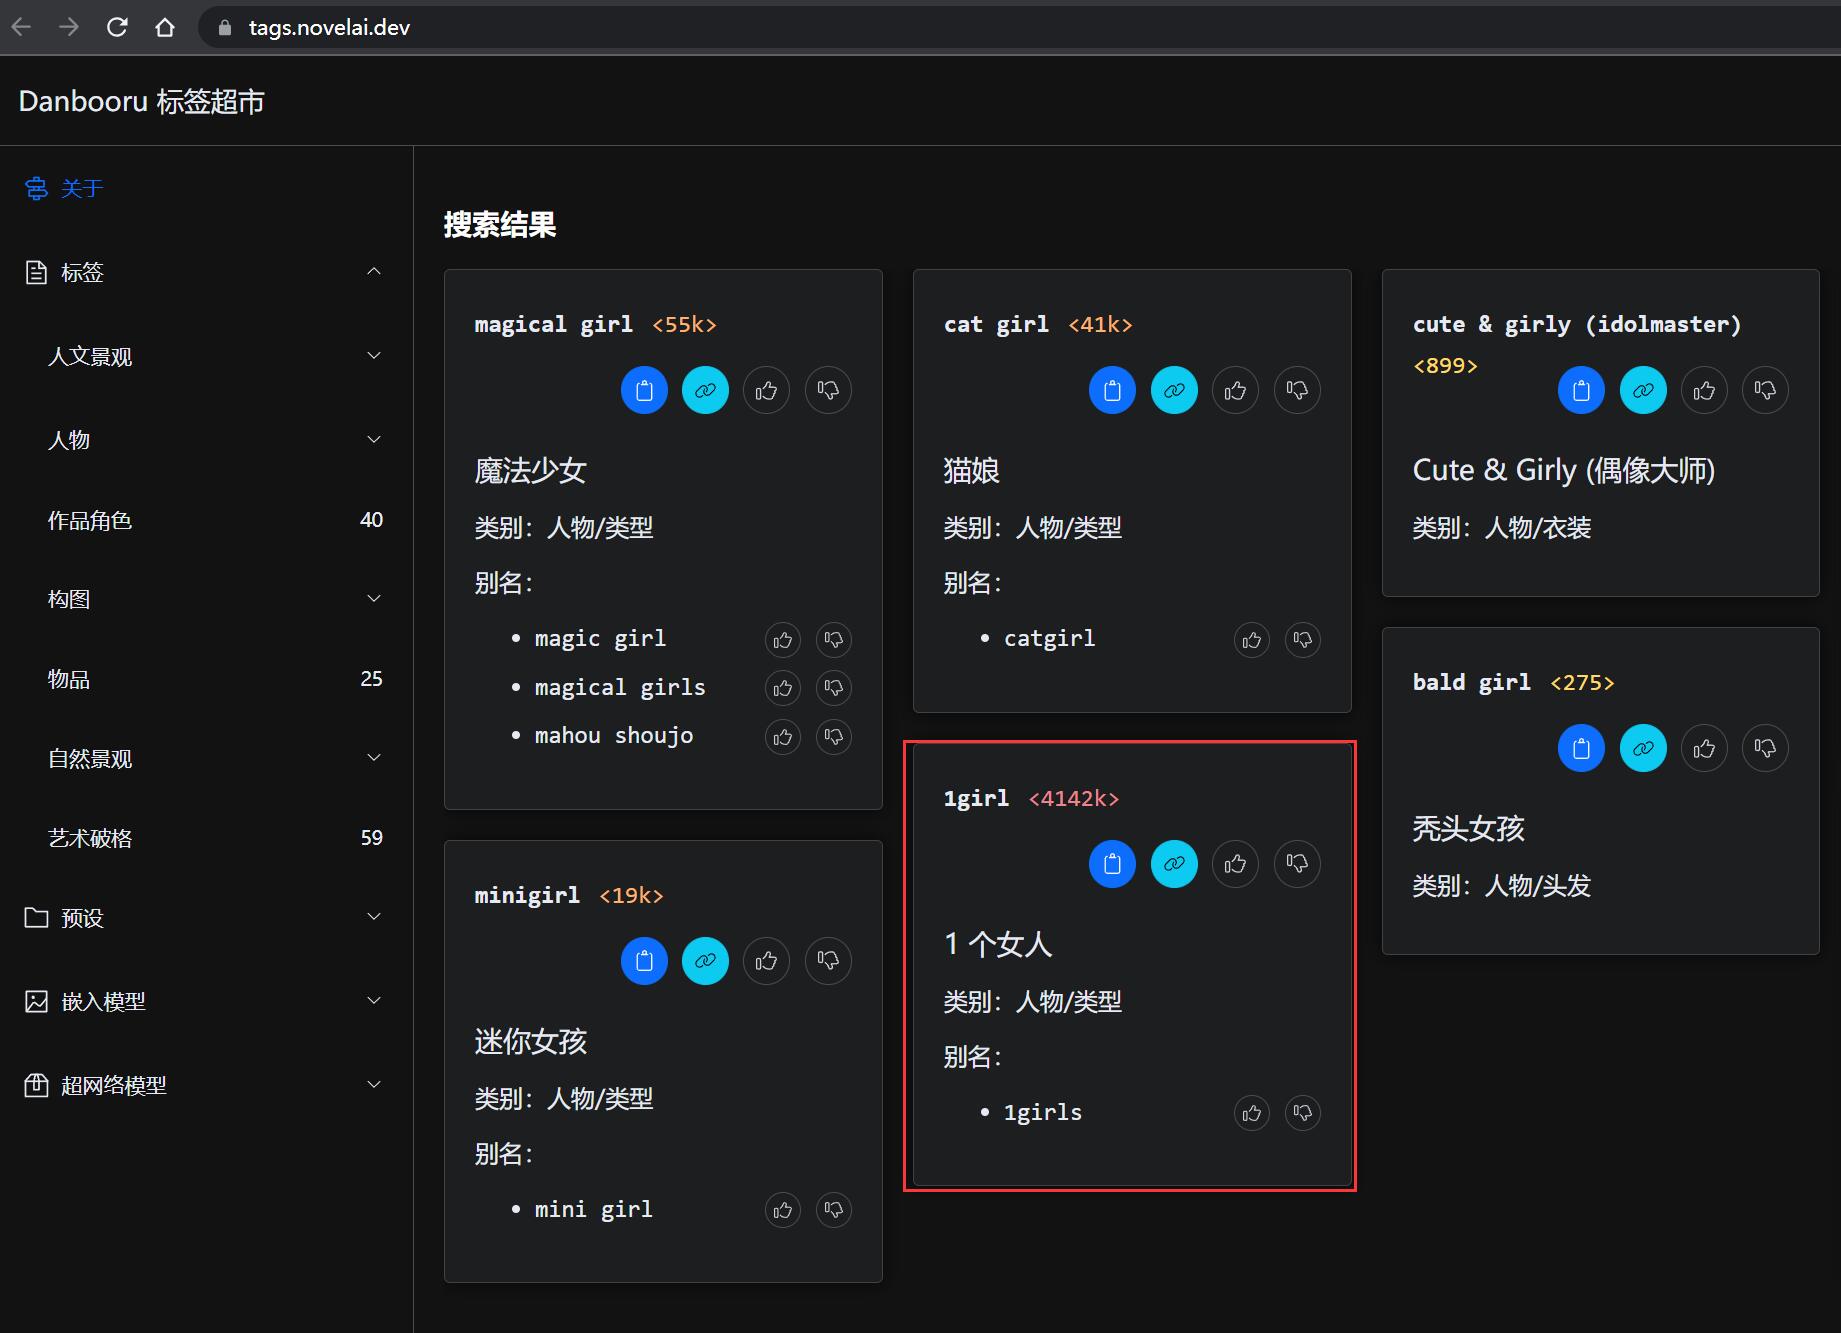 tags.novelai.dev
Danbooru 标签超市
关于
标签
人文景观
人物
作品角色 40
构图
物品 25
自然景观
艺术破格 59
预设
嵌入模型
超网络模型
搜索结果
magical girl <55k>
魔法少女
类别：人物/类型
别名：
• magic girl
• magical girls
• mahou shoujo
minigirl <19k>
迷你女孩
类别：人物/类型
别名：
• mini girl
cat girl <41k>
猫娘
类别：人物/类型
别名：
• catgirl
1girl <4142k>
1 个女人
类别：人物/类型
别名：
• 1girls
cute & girly (idolmaster)
<899>
Cute & Girly (偶像大师)
类别：人物/衣装
bald girl <275>
秃头女孩
类别：人物/头发